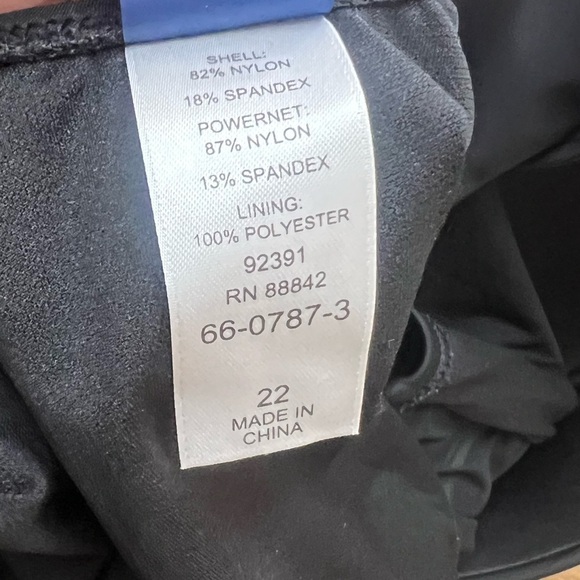 SHELL:
82% NYLON
18% SPANDEX
POWERNET:
87% NYLON
13% SPANDEX
LINING:
100% POLYESTER
92391
RN 88842
66-0787-3
22
MADE IN
CHINA